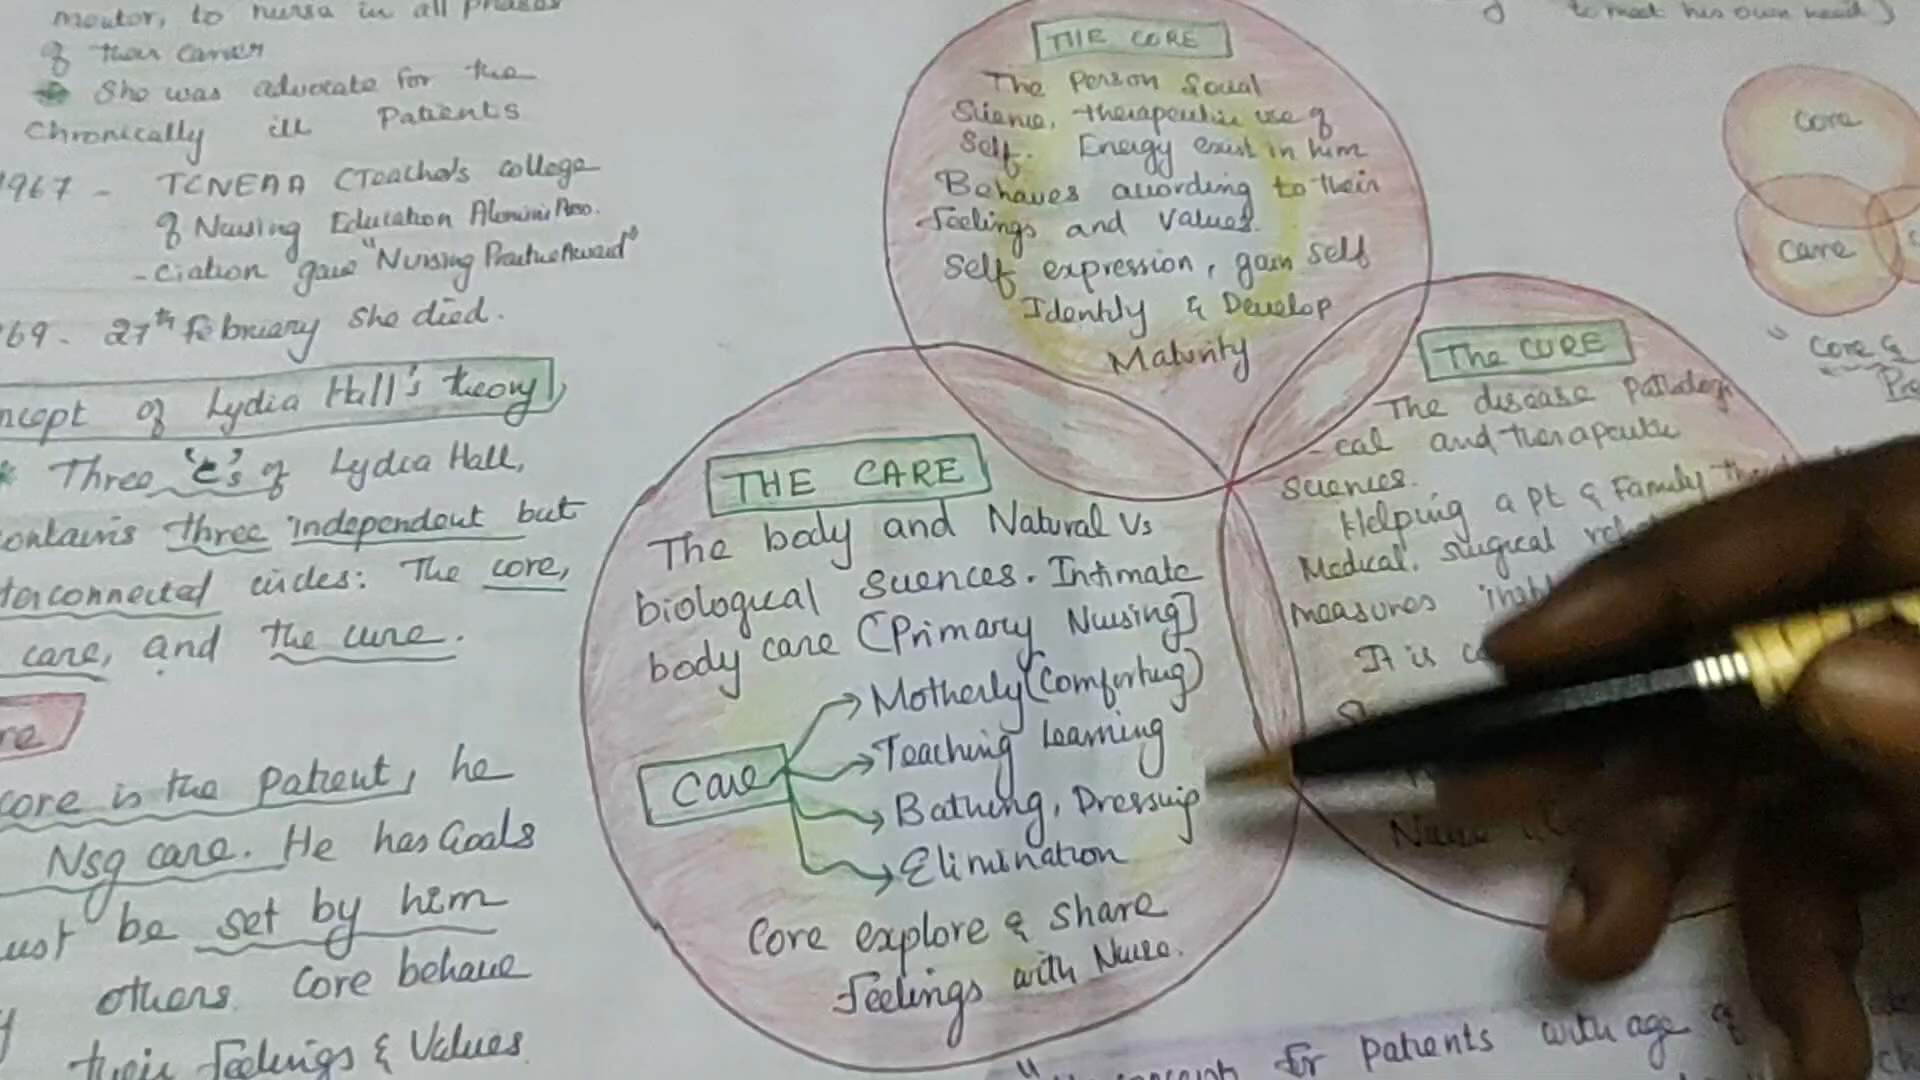 mentor, to nurse in all phases
of their career
She was advocate for the
Chronically ill Patients
1967 - TCNEAA (Teacher's college
of Nursing Education Alumini Asso.
- ciation gave "Nursing Practice Award"
69. 27th February she died.
ncept of Lydia Hall's theory
* Three 'c's of Lydia Hall,
ontains three independent but
terconnected circles: The core,
care, and the cure.
re
core is the patient, he
Nsg care. He has Goals
ust be set by him
others. Core behave
their feelings & Values
THE CORE
The Person Social
Science, therapeutic use of
Self. Energy exist in him
Behaves according to their
feelings and values.
Self expression, gain self
Identity & Develop
Maturity
THE CARE
The body and Natural Vs
biological sciences. Intimate
body care (Primary Nursing)
Care
Motherly (Comforting)
Teaching learning
Bathing, Dressing
Elimination
Core explore & share
feelings with Nurse.
The CURE
The disease pathologi
- cal and therapeutic
sciences.
Helping a pt & Family
Medical, surgical
measures
It is
Nurse
to meet his own need)
Core
Care
" Core &
for patients with age of